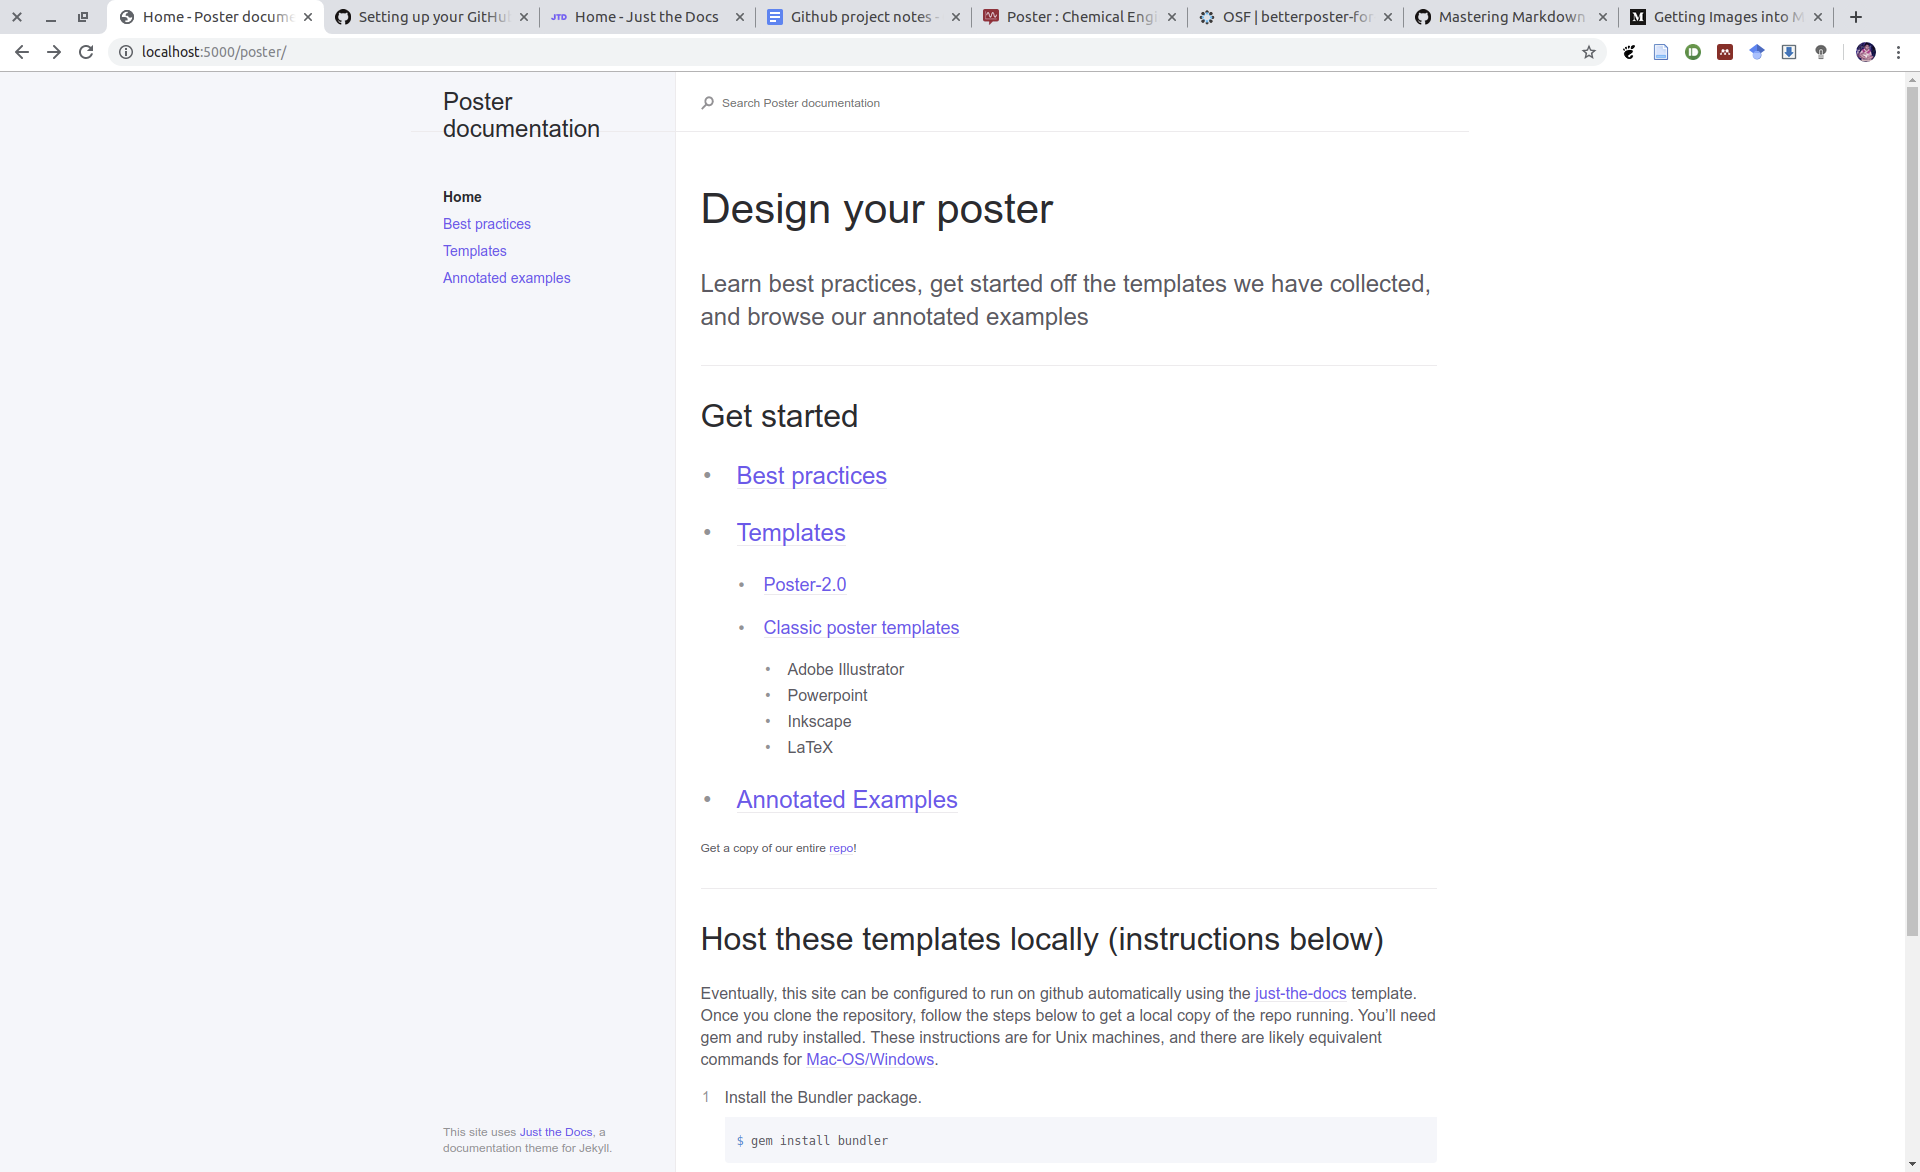 Home - Poster docume
Setting up your GitHu
JTD Home - Just the Docs
Github project notes -
Poster : Chemical Engi
OSF | betterposter-for
Mastering Markdown
Getting Images into M
localhost:5000/poster/
Poster
documentation
Search Poster documentation
Home
Best practices
Templates
Annotated examples
Design your poster
Learn best practices, get started off the templates we have collected,
and browse our annotated examples
Get started
• Best practices
• Templates
• Poster-2.0
• Classic poster templates
• Adobe Illustrator
• Powerpoint
• Inkscape
• LaTeX
• Annotated Examples
Get a copy of our entire repo!
Host these templates locally (instructions below)
Eventually, this site can be configured to run on github automatically using the just-the-docs template.
Once you clone the repository, follow the steps below to get a local copy of the repo running. You’ll need
gem and ruby installed. These instructions are for Unix machines, and there are likely equivalent
commands for Mac-OS/Windows.
1 Install the Bundler package.
$ gem install bundler
This site uses Just the Docs, a
documentation theme for Jekyll.